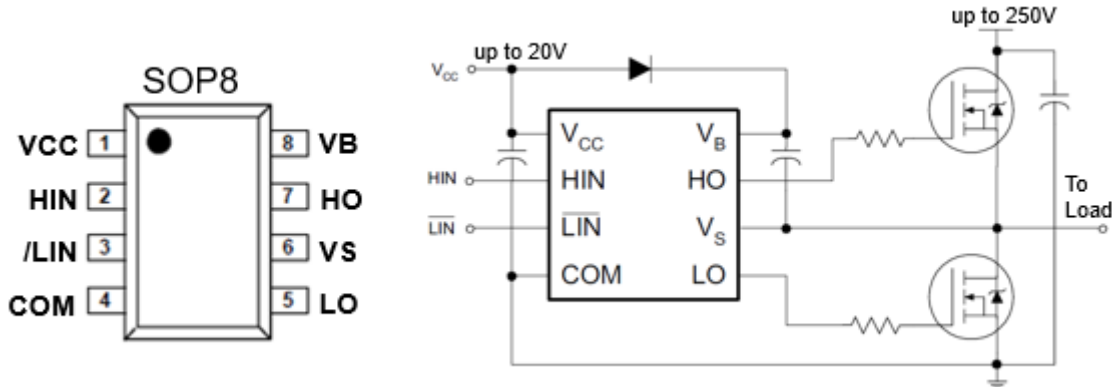 SOP8
VCC 1
8 VB
HIN 2
7 HO
/LIN 3
6 VS
COM 4
5 LO
up to 250V
up to 20V
VCC
VCC
VB
HIN
HIN
HO
LIN
LIN
VS
To
Load
COM
LO